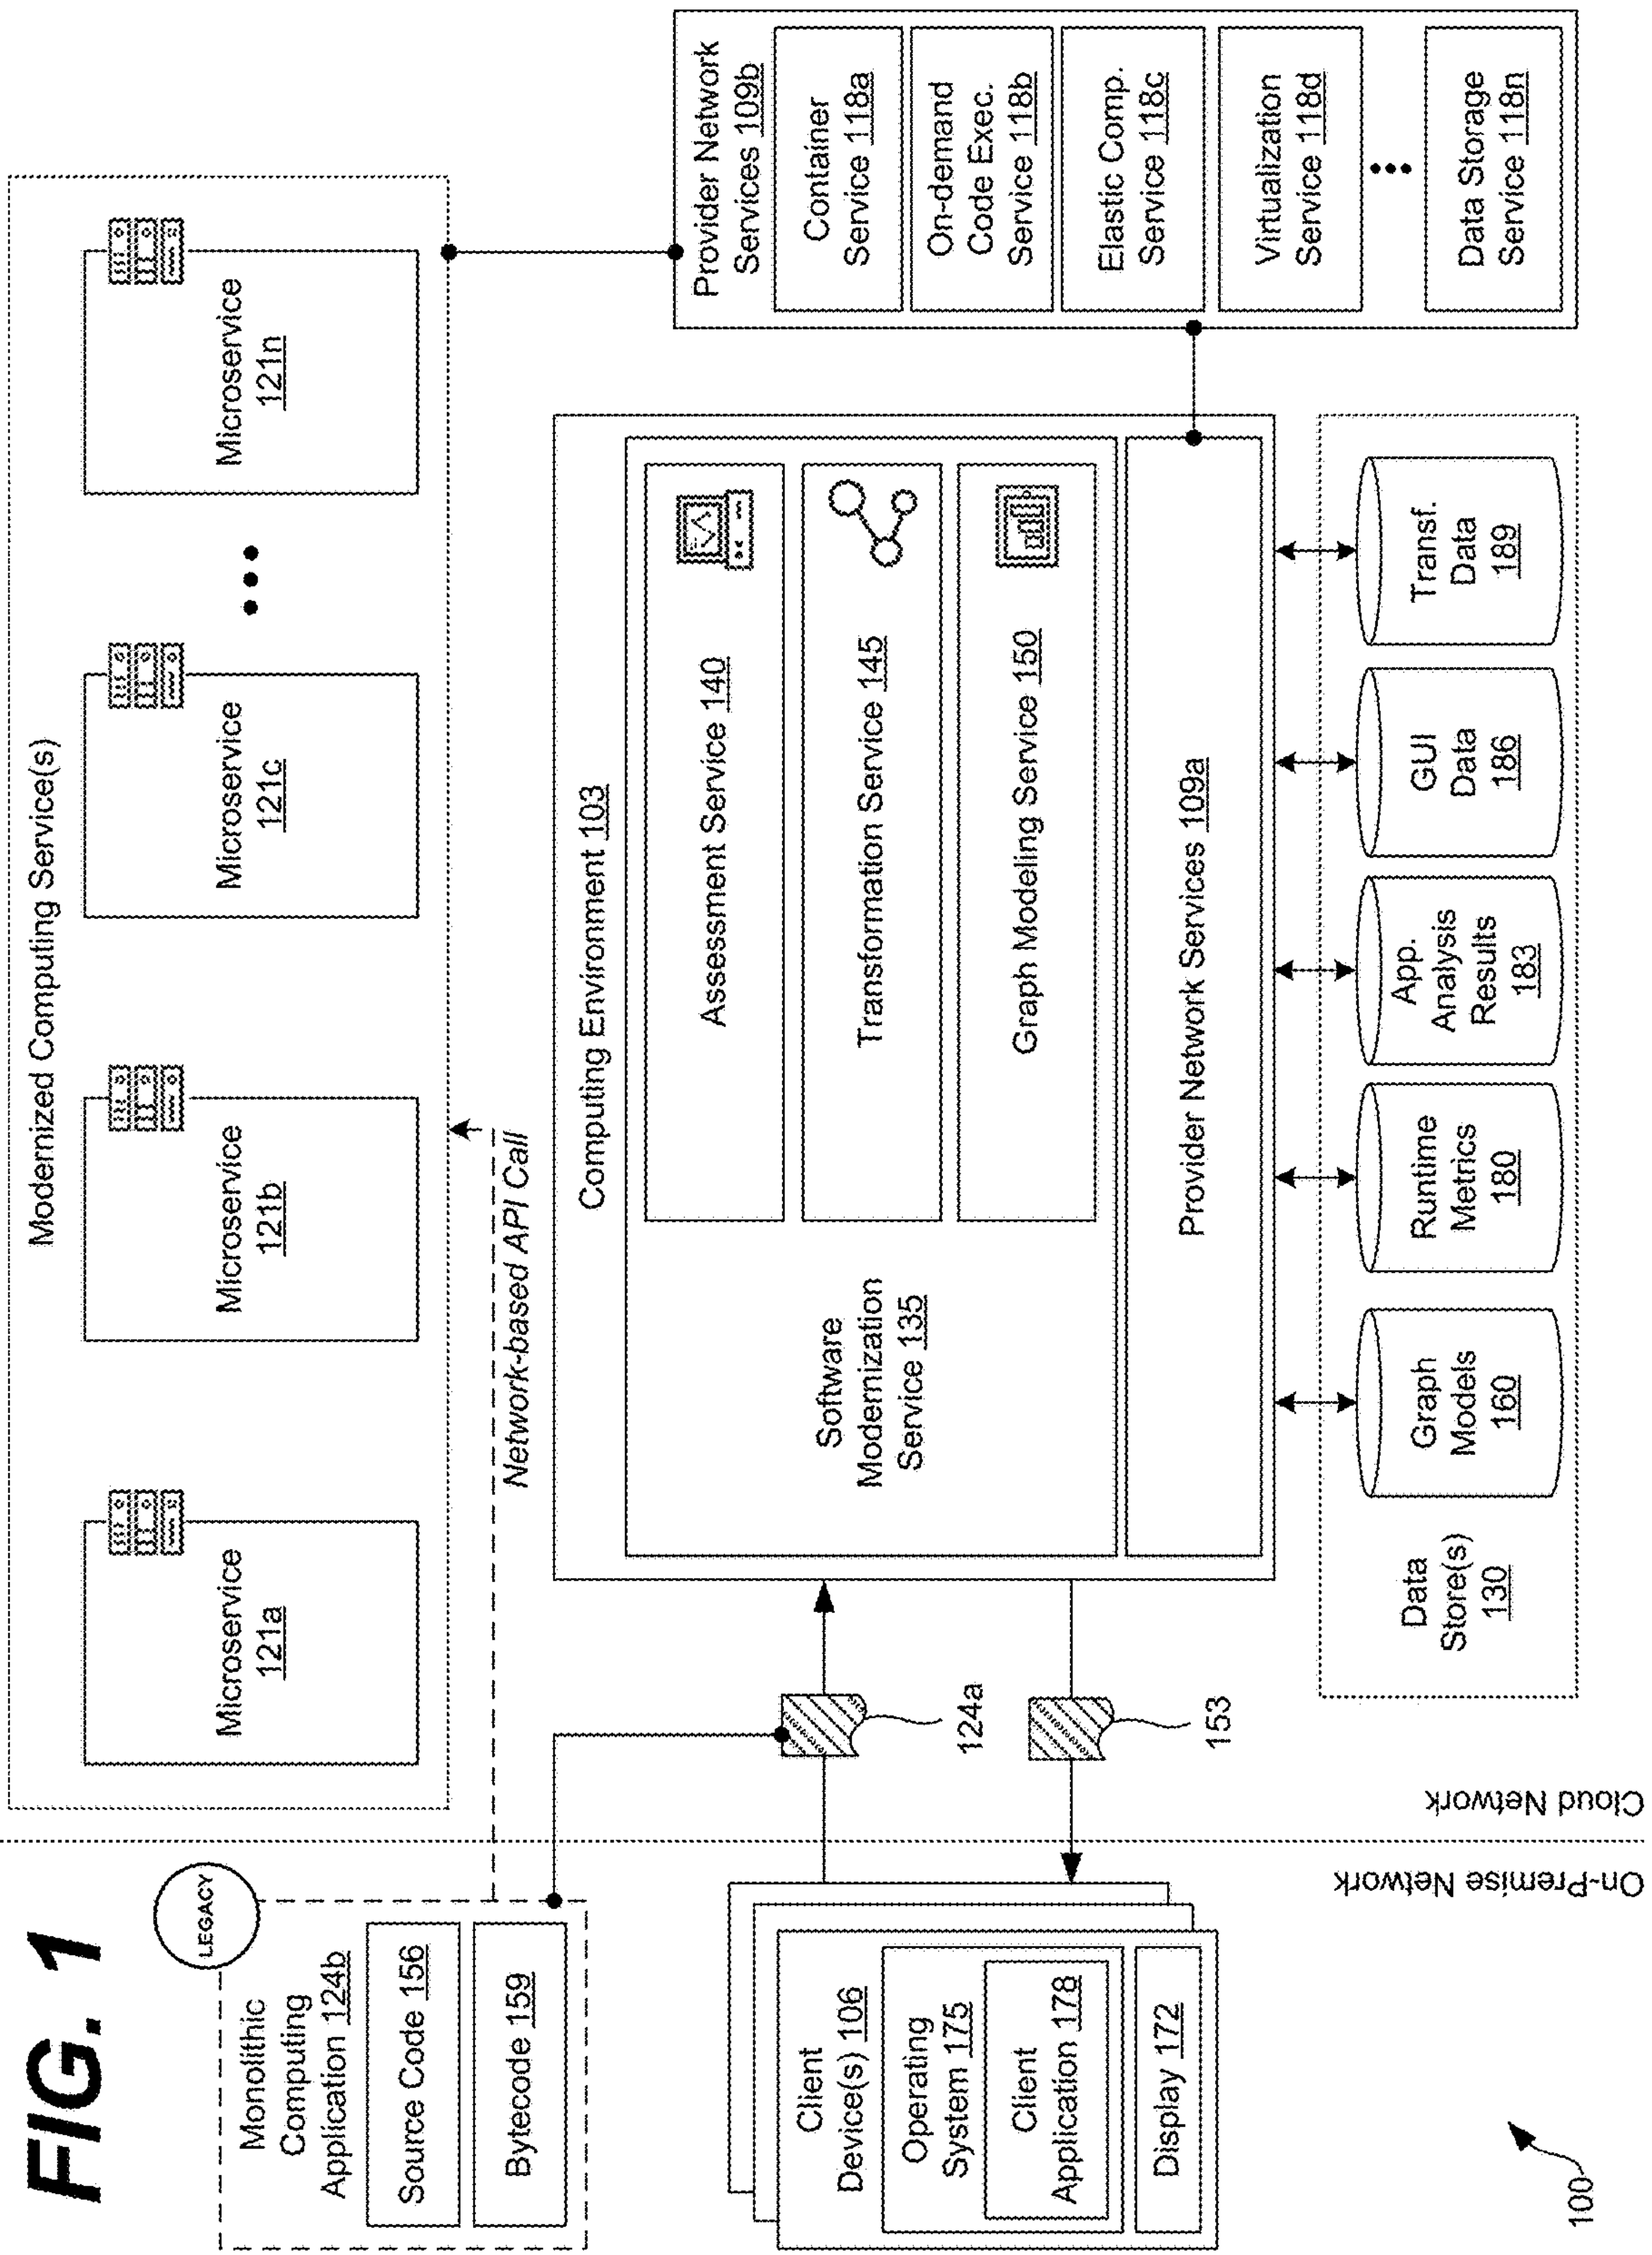 FIG. 1
Modernized Computing Service(s)
Microservice
121a
Microservice
121b
Microservice
121c
Microservice
121n
LEGACY
Monolithic
Computing
Application 124b
Source Code 156
Bytecode 159
Network-based API Call
Computing Environment 103
Software
Modernization
Service 135
Assessment Service 140
Transformation Service 145
Graph Modeling Service 150
Provider Network Services 109a
Provider Network
Services 109b
Container
Service 118a
On-demand
Code Exec.
Service 118b
Elastic Comp.
Service 118c
Virtualization
Service 118d
Data Storage
Service 118n
124a
153
Client
Device(s) 106
Operating
System 175
Client
Application 178
Display 172
Data
Store(s)
130
Graph
Models
160
Runtime
Metrics
180
App.
Analysis
Results
183
GUI
Data
186
Transf.
Data
189
On-Premise Network
Cloud Network
100